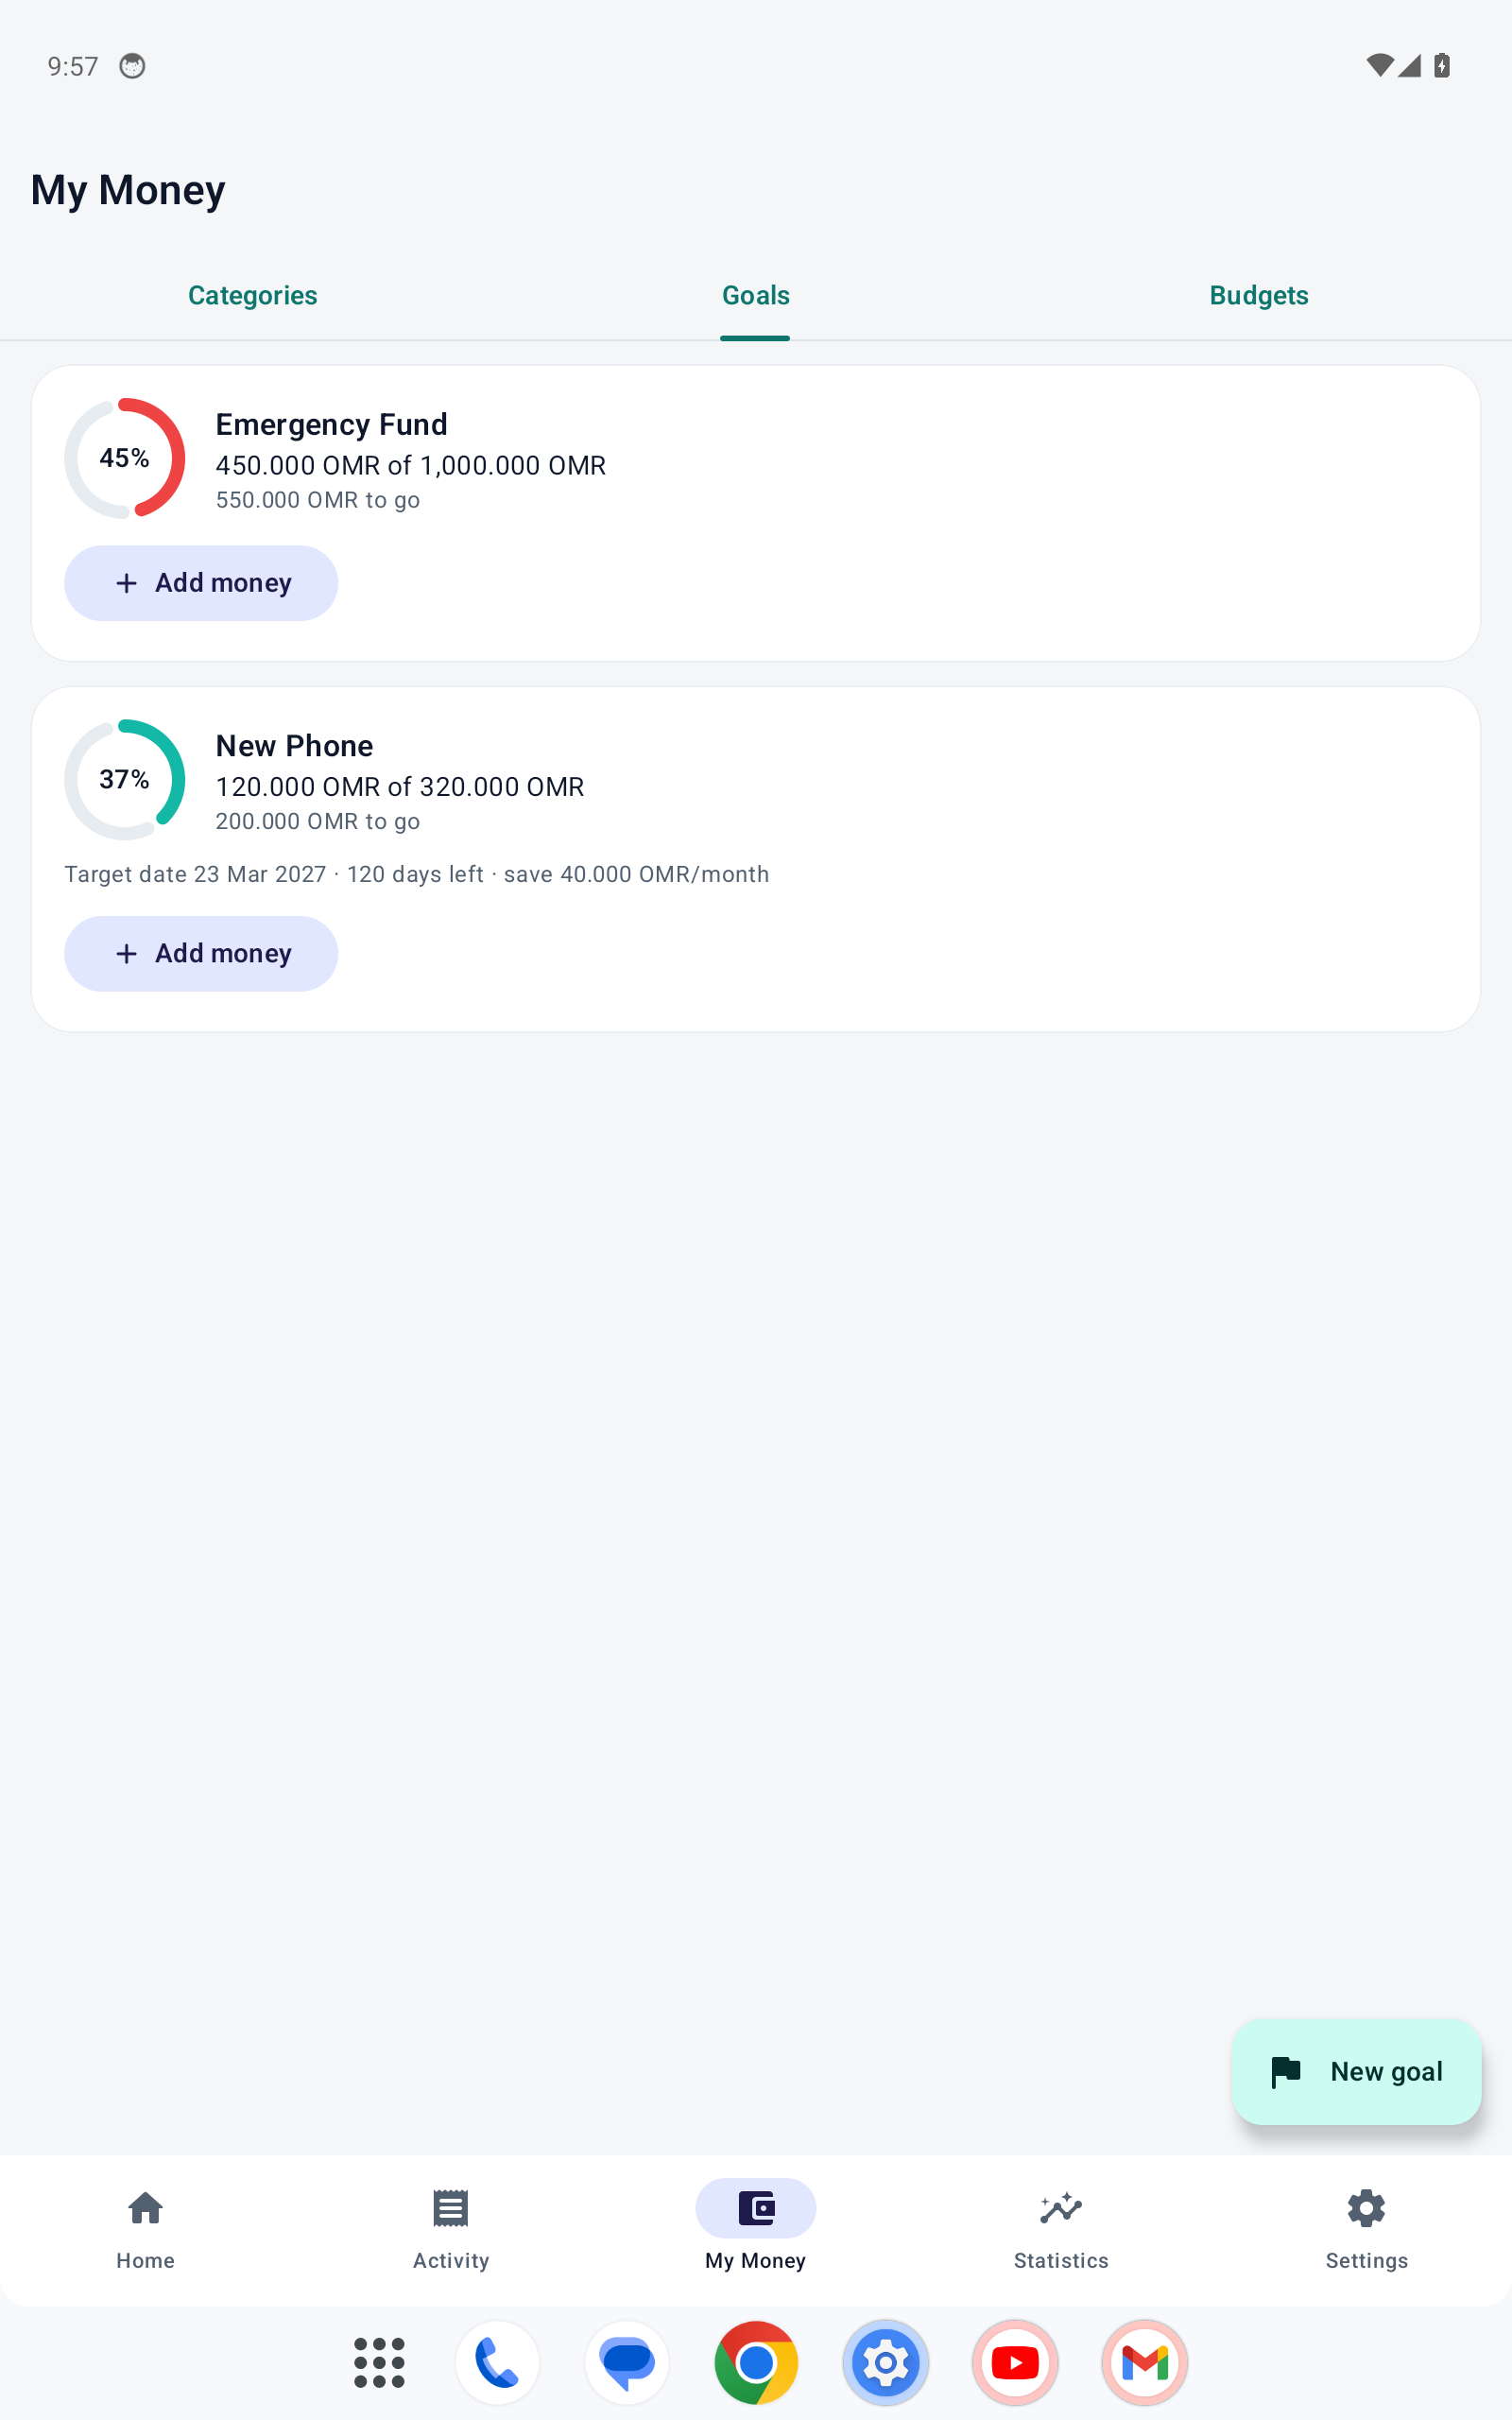 9:57
My Money
Categories
Goals
Budgets
45%
Emergency Fund
450.000 OMR of 1,000.000 OMR
550.000 OMR to go
Add money
37%
New Phone
120.000 OMR of 320.000 OMR
200.000 OMR to go
Target date 23 Mar 2027 · 120 days left · save 40.000 OMR/month
Add money
New goal
Home
Activity
My Money
Statistics
Settings